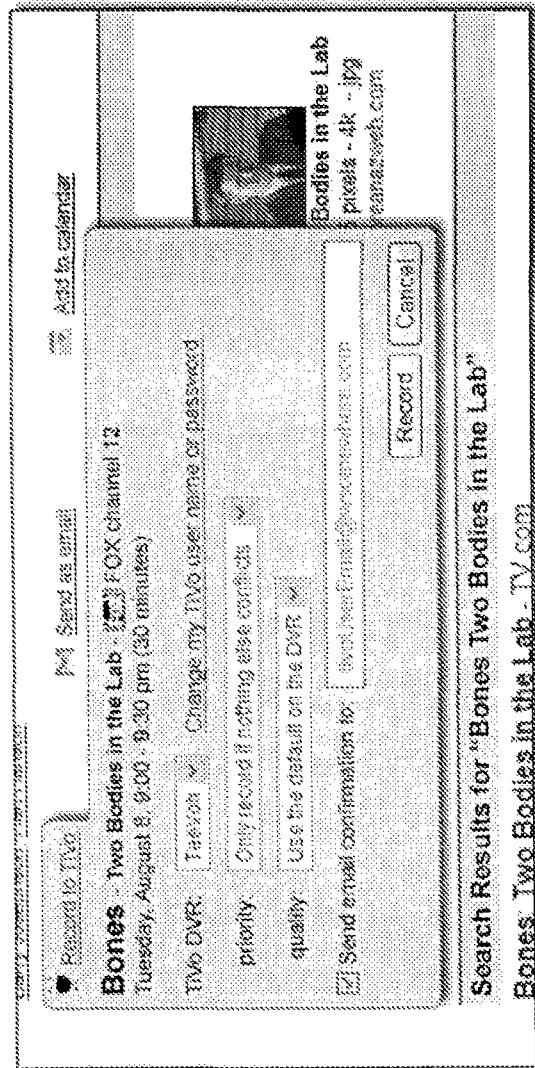 Record to TiVo Send as email Add to calendar
Bones - Two Bodies in the Lab - FOX channel 12
Tuesday, August 8, 9:00 - 9:30 pm (30 minutes)
TiVo DVR: Change my TiVo user name or password
priority: Only record if nothing else conflicts
quality: Use the default on the DVR
Send email confirmation to:
Record Cancel
Bodies in the Lab
pixels - 4k - jpg
Search Results for "Bones Two Bodies in the Lab"
Bones: Two Bodies in the Lab - TV.com